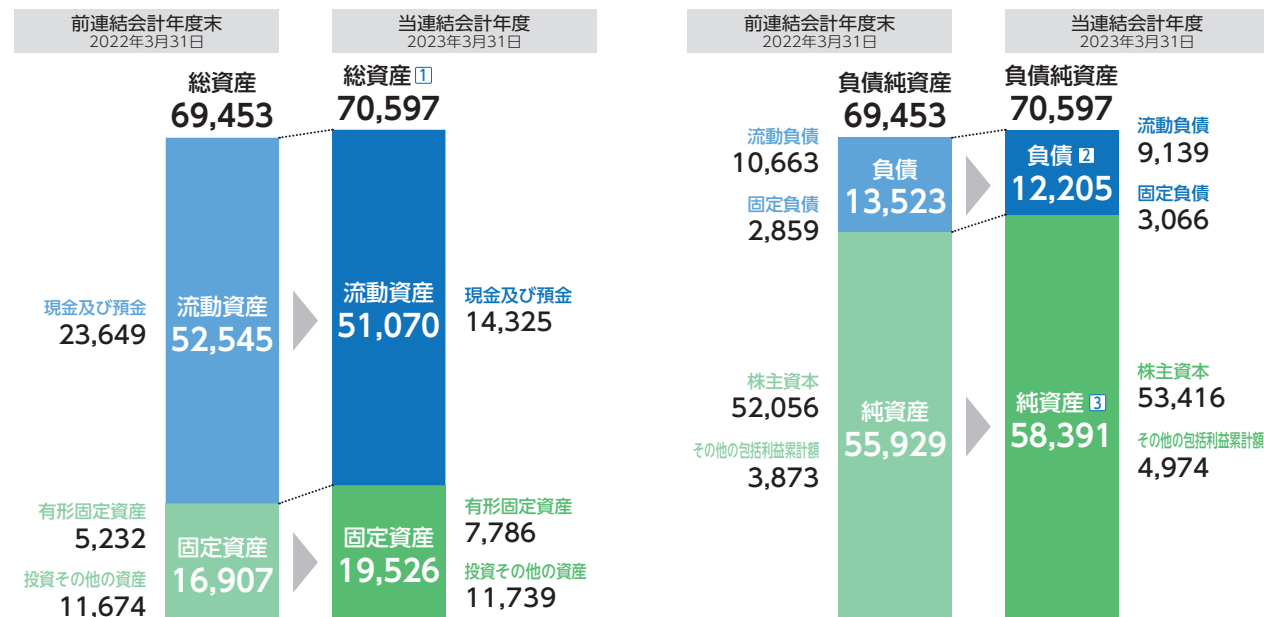 前連結会計年度末
2022年3月31日
当連結会計年度
2023年3月31日
総資産
69,453
総資産1
70,597
現金及び預金
23,649
流動資産
52,545
流動資産
51,070
現金及び預金
14,325
有形固定資産
5,232
投資その他の資産
11,674
固定資産
16,907
固定資産
19,526
有形固定資産
7,786
投資その他の資産
11,739
前連結会計年度末
2022年3月31日
当連結会計年度
2023年3月31日
負債純資産
69,453
負債純資産
70,597
流動負債
10,663
固定負債
2,859
負債
13,523
負債2
12,205
流動負債
9,139
固定負債
3,066
株主資本
52,056
その他の包括利益累計額
3,873
純資産
55,929
純資産3
58,391
株主資本
53,416
その他の包括利益累計額
4,974